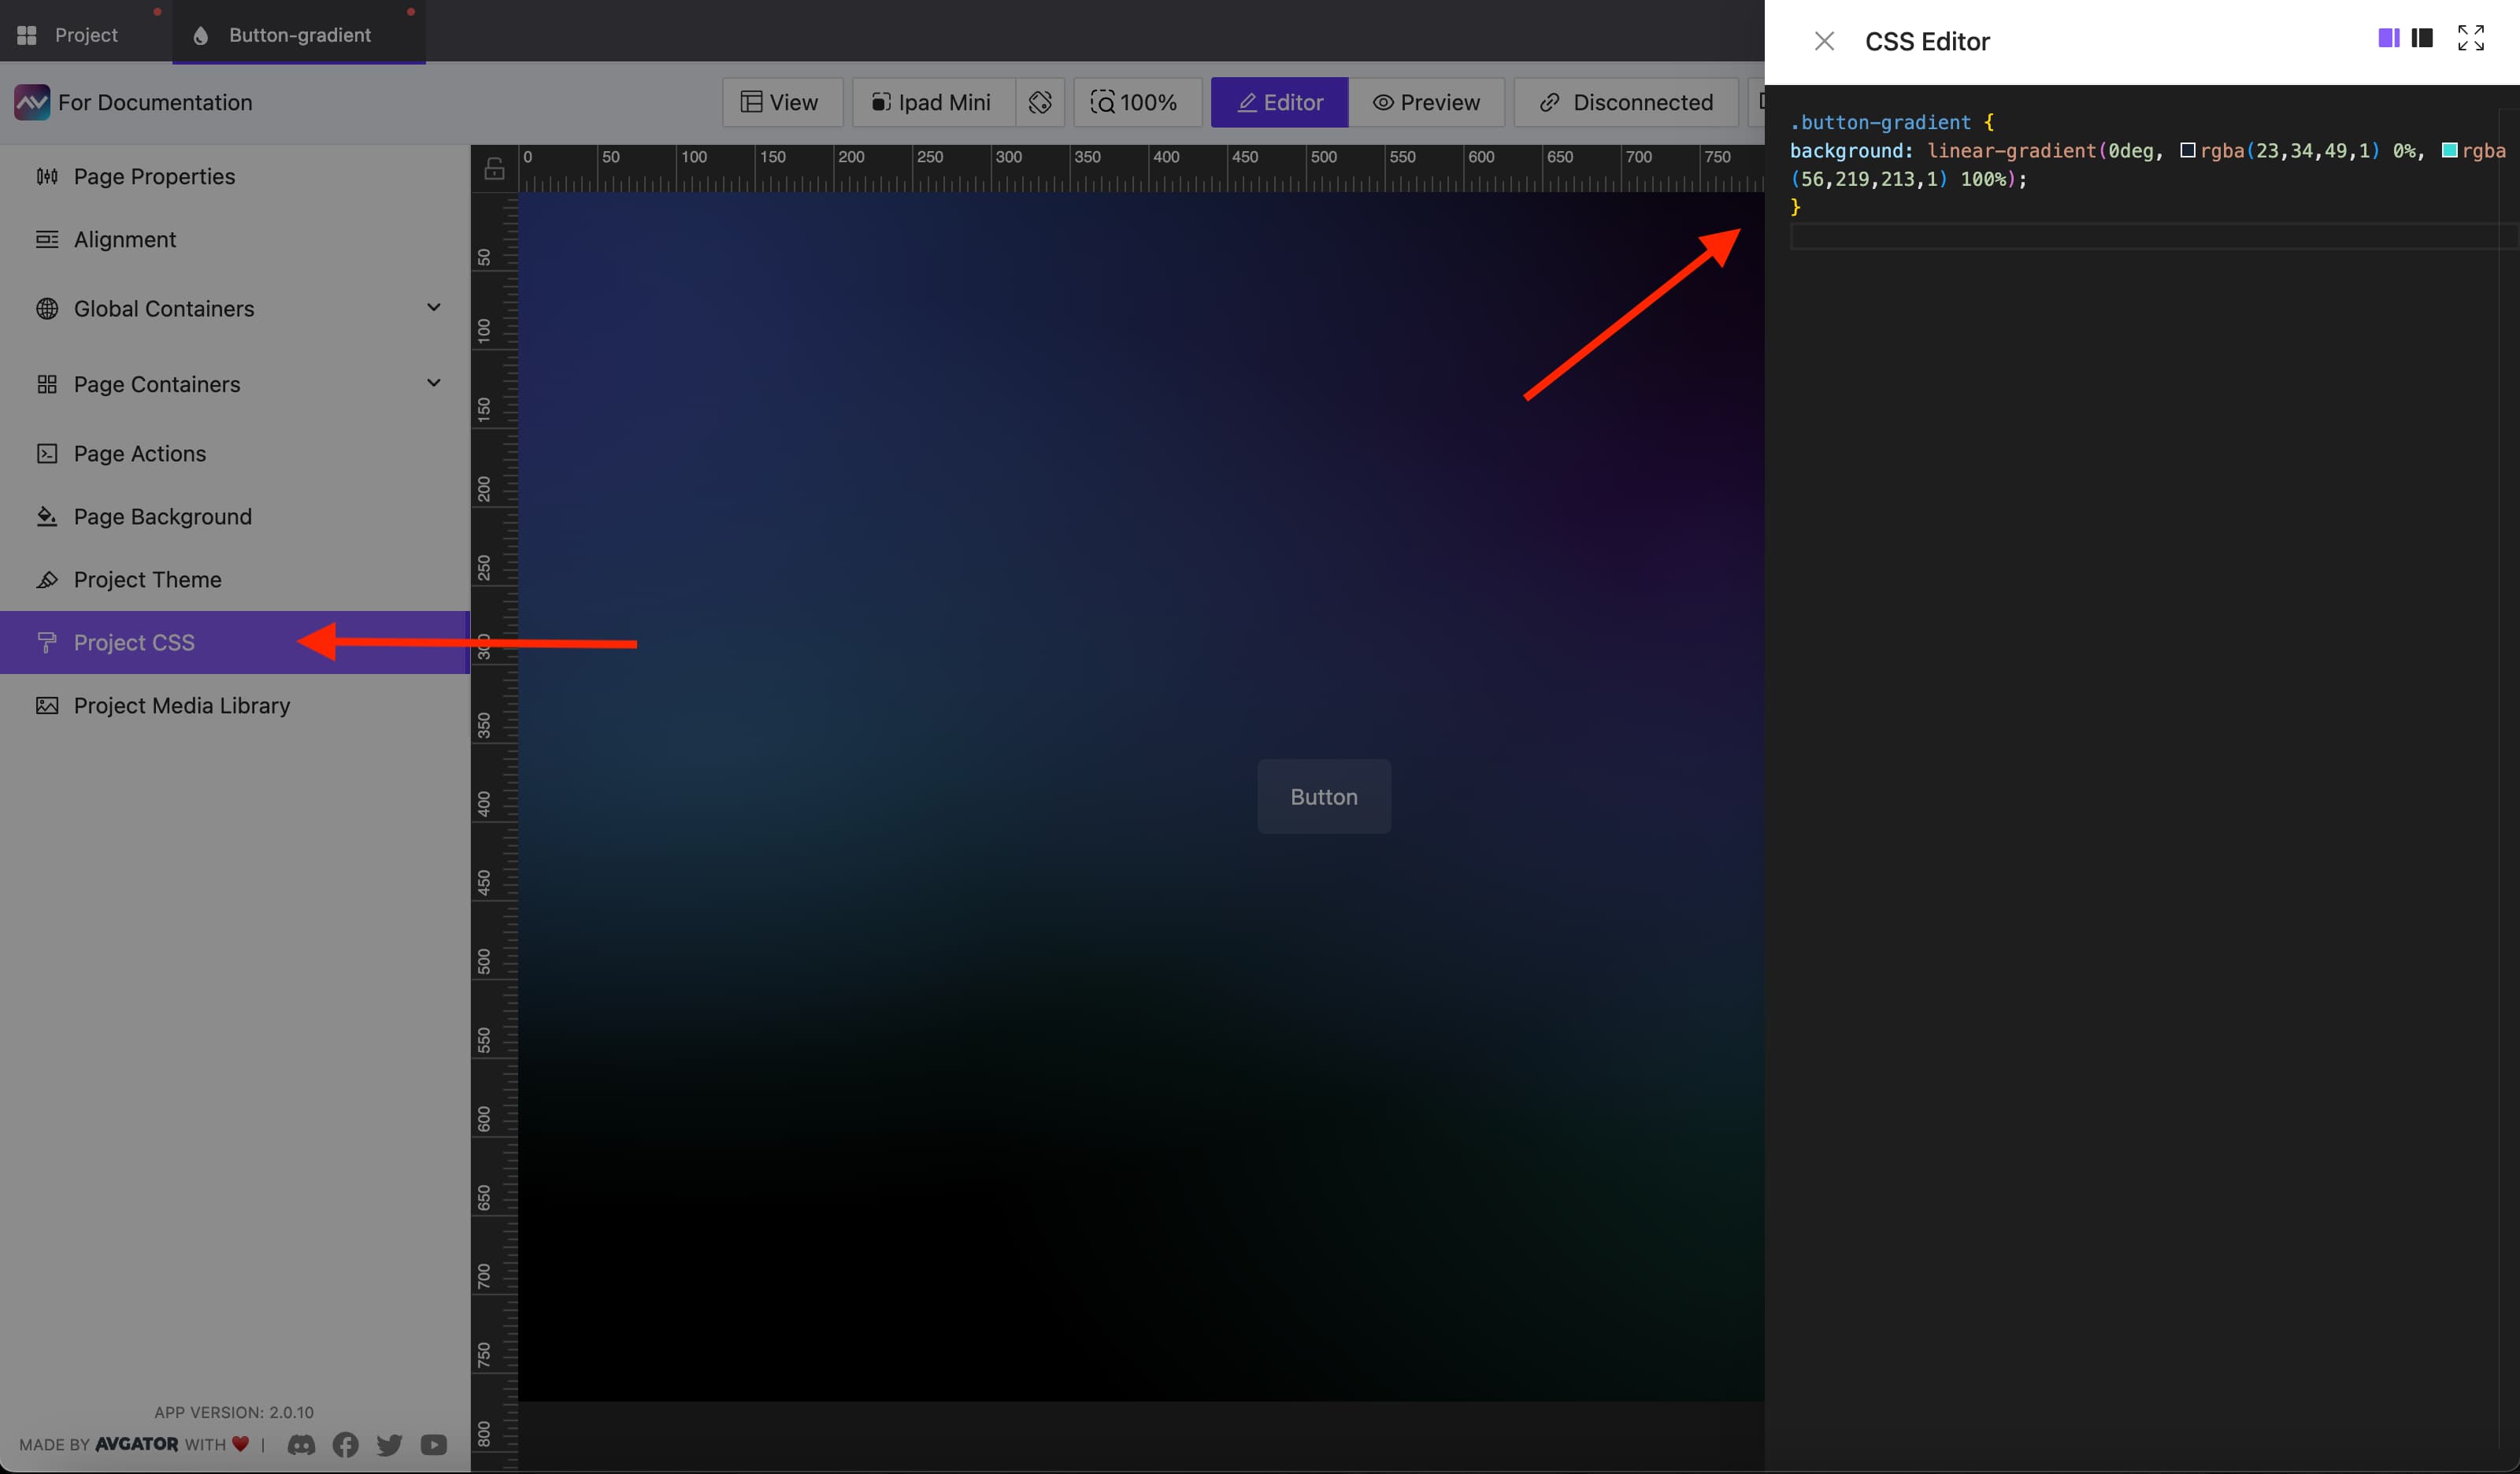 Project
Button-gradient
CSS Editor
For Documentation
View
Ipad Mini
100%
Editor
Preview
Disconnected
Page Properties
Alignment
Global Containers
Page Containers
Page Actions
Page Background
Project Theme
Project CSS
Project Media Library
0 50 100 150 200 250 300 350 400 450 500 550 600 650 700 750
50
100
150
200
250
300
350
400
450
500
550
600
650
700
750
800
Button
.button-gradient {
background: linear-gradient(0deg, rgba(23,34,49,1) 0%, rgba
(56,219,213,1) 100%);
}
APP VERSION: 2.0.10
MADE BY AVGATOR WITH ❤️ |